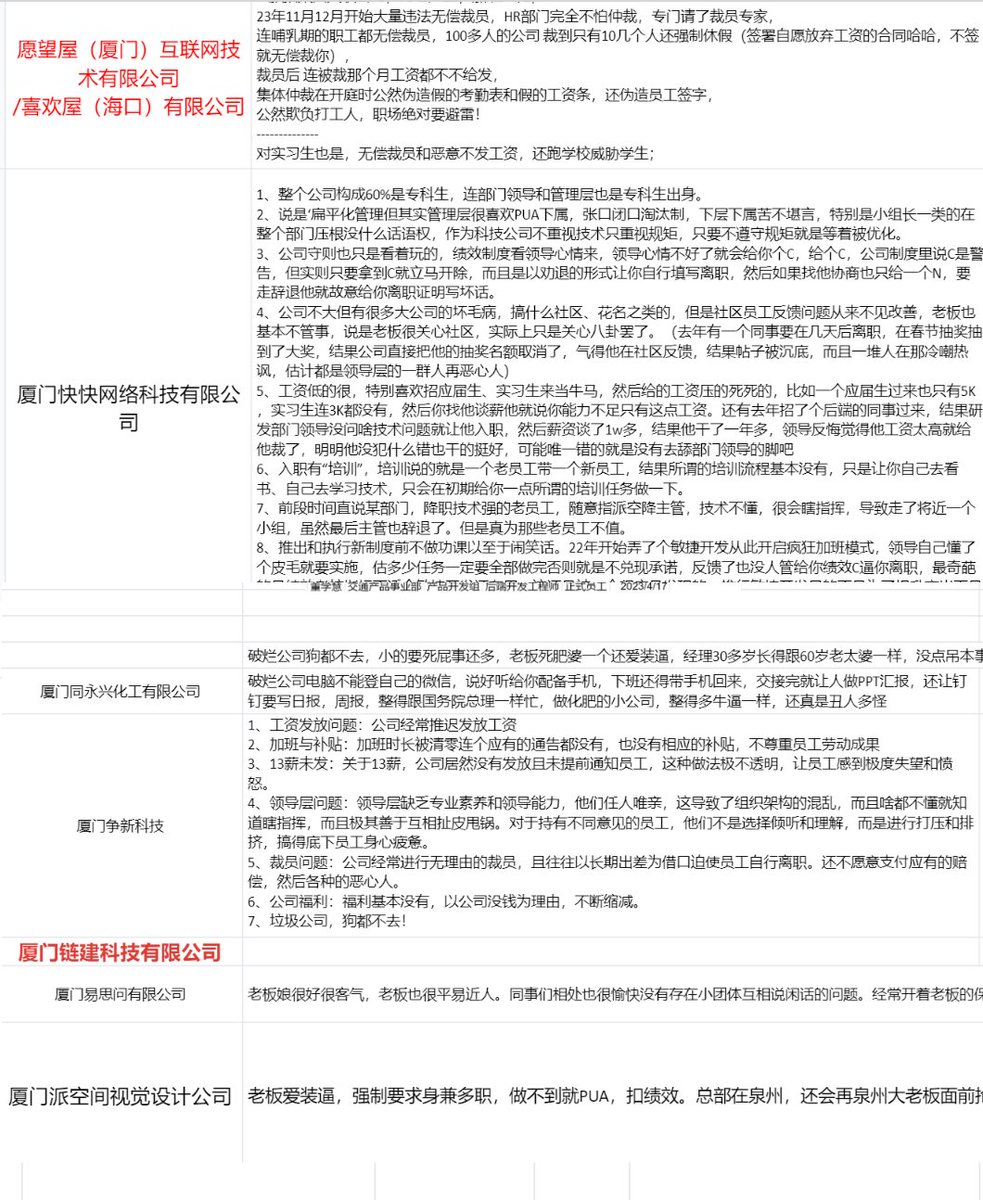 愿望屋（厦门）互联网技
术有限公司
/喜欢屋（海口）有限公司
23年11月12月开始大量违法无偿裁员，HR部门完全不怕仲裁，专门请了裁员专家，
连哺乳期的职工都无偿裁员，100多人的公司 裁到只有10几个人还强制休假（签署自愿放弃工资的合同哈哈，不签
就无偿裁你），
裁员后 连被裁那个月工资都不不给发，
集体仲裁在开庭时公然伪造假的考勤表和假的工资条，还伪造员工签字，
公然欺负打工人，职场绝对要避雷！
--------------
对实习生也是，无偿裁员和恶意不发工资，还跑学校威胁学生；
厦门快快网络科技有限公
司
1、整个公司构成60%是专科生，连部门领导和管理层也是专科生出身。
2、说是‘扁平化管理但其实管理层很喜欢PUA下属，张口闭口淘汰制，下层下属苦不堪言，特别是小组长一类的在
整个部门压根没什么话语权，作为科技公司不重视技术只重视规矩，只要不遵守规矩就是等着被优化。
3、公司守则也只是看着玩的，绩效制度看领导心情来，领导心情不好了就会给你个C，给个C，公司制度里说C是警
告，但实则只要拿到C就立马开除，而且是以劝退的形式让你自行填写离职，然后如果找他协商也只给一个N，要
走辞退他就故意给你离职证明写坏话。
4、公司不大但有很多大公司的坏毛病，搞什么社区、花名之类的，但是社区员工反馈问题从来不见改善，老板也
基本不管事，说是老板很关心社区，实际上只是关心八卦罢了。（去年有一个同事要在几天后离职，在春节抽奖抽
到了大奖，结果公司直接把他的抽奖名额取消了，气得他在社区反馈，结果帖子被沉底，而且一堆人在那冷嘲热
讽，估计都是领导层的一群人再恶心人）
5、工资低的很，特别喜欢招应届生、实习生来当牛马，然后给的工资压的死死的，比如一个应届生过来也只有5K
，实习生连3K都没有，然后你找他谈薪他就说你能力不足只有这点工资。还有去年招了个后端的同事过来，结果研
发部门领导没问啥技术问题就让他入职，然后薪资谈了1w多，结果他干了一年多，领导反悔觉得他工资太高就给
他裁了，明明他没犯什么错也干的挺好，可能唯一错的就是没有去舔部门领导的脚吧
6、入职有“培训”，培训说的就是一个老员工带一个新员工，结果所谓的培训流程基本没有，只是让你自己去看
书、自己去学习技术，只会在初期给你一点所谓的培训任务做一下。
7、前段时间直说某部门，降职技术强的老员工，随意指派空降主管，技术不懂，很会瞎指挥，导致走了将近一个
小组，虽然最后主管也辞退了。但是真为那些老员工不值。
8、推出和执行新制度前不做功课以至于闹笑话。22年开始弄了个敏捷开发从此开启疯狂加班模式，领导自己懂了
个皮毛就要实施，估多少任务一定要全部做完否则就是不兑现承诺，反馈了也没人管给你绩效C逼你离职，最奇葩
董学慧 交通产品事业部 产品开发组 后端开发工程师 正式员工 2023/4/17
破烂公司狗都不去，小的要死屁事还多，老板死肥婆一个还爱装逼，经理30多岁长得跟60岁老太婆一样，没点吊本事
厦门同永兴化工有限公司
破烂公司电脑不能登自己的微信，说好听给你配备手机，下班还得带手机回来，交接完就让人做PPT汇报，还让钉
钉要写日报，周报，整得跟国务院总理一样忙，做化肥的小公司，整得多牛逼一样，还真是丑人多怪
厦门争新科技
1、工资发放问题：公司经常推迟发放工资
2、加班与补贴：加班时长被清零连个应有的通告都没有，也没有相应的补贴，不尊重员工劳动成果
3、13薪未发：关于13薪，公司居然没有发放且未提前通知员工，这种做法极不透明，让员工感到极度失望和愤
怒。
4、领导层问题：领导层缺乏专业素养和领导能力，他们任人唯亲，这导致了组织架构的混乱，而且啥都不懂就知
道瞎指挥，而且极其善于互相扯皮甩锅。对于持有不同意见的员工，他们不是选择倾听和理解，而是进行打压和排
挤，搞得底下员工身心疲惫。
5、裁员问题：公司经常进行无理由的裁员，且往往以长期出差为借口迫使员工自行离职。还不愿意支付应有的赔
偿，然后各种的恶心人。
6、公司福利：福利基本没有，以公司没钱为理由，不断缩减。
7、垃圾公司，狗都不去！
厦门链建科技有限公司
厦门易思问有限公司
老板娘很好很客气，老板也很平易近人。同事们相处也很愉快没有存在小团体互相说闲话的问题。经常开着老板的保
厦门派空间视觉设计公司
老板爱装逼，强制要求身兼多职，做不到就PUA，扣绩效。总部在泉州，还会再泉州大老板面前抢